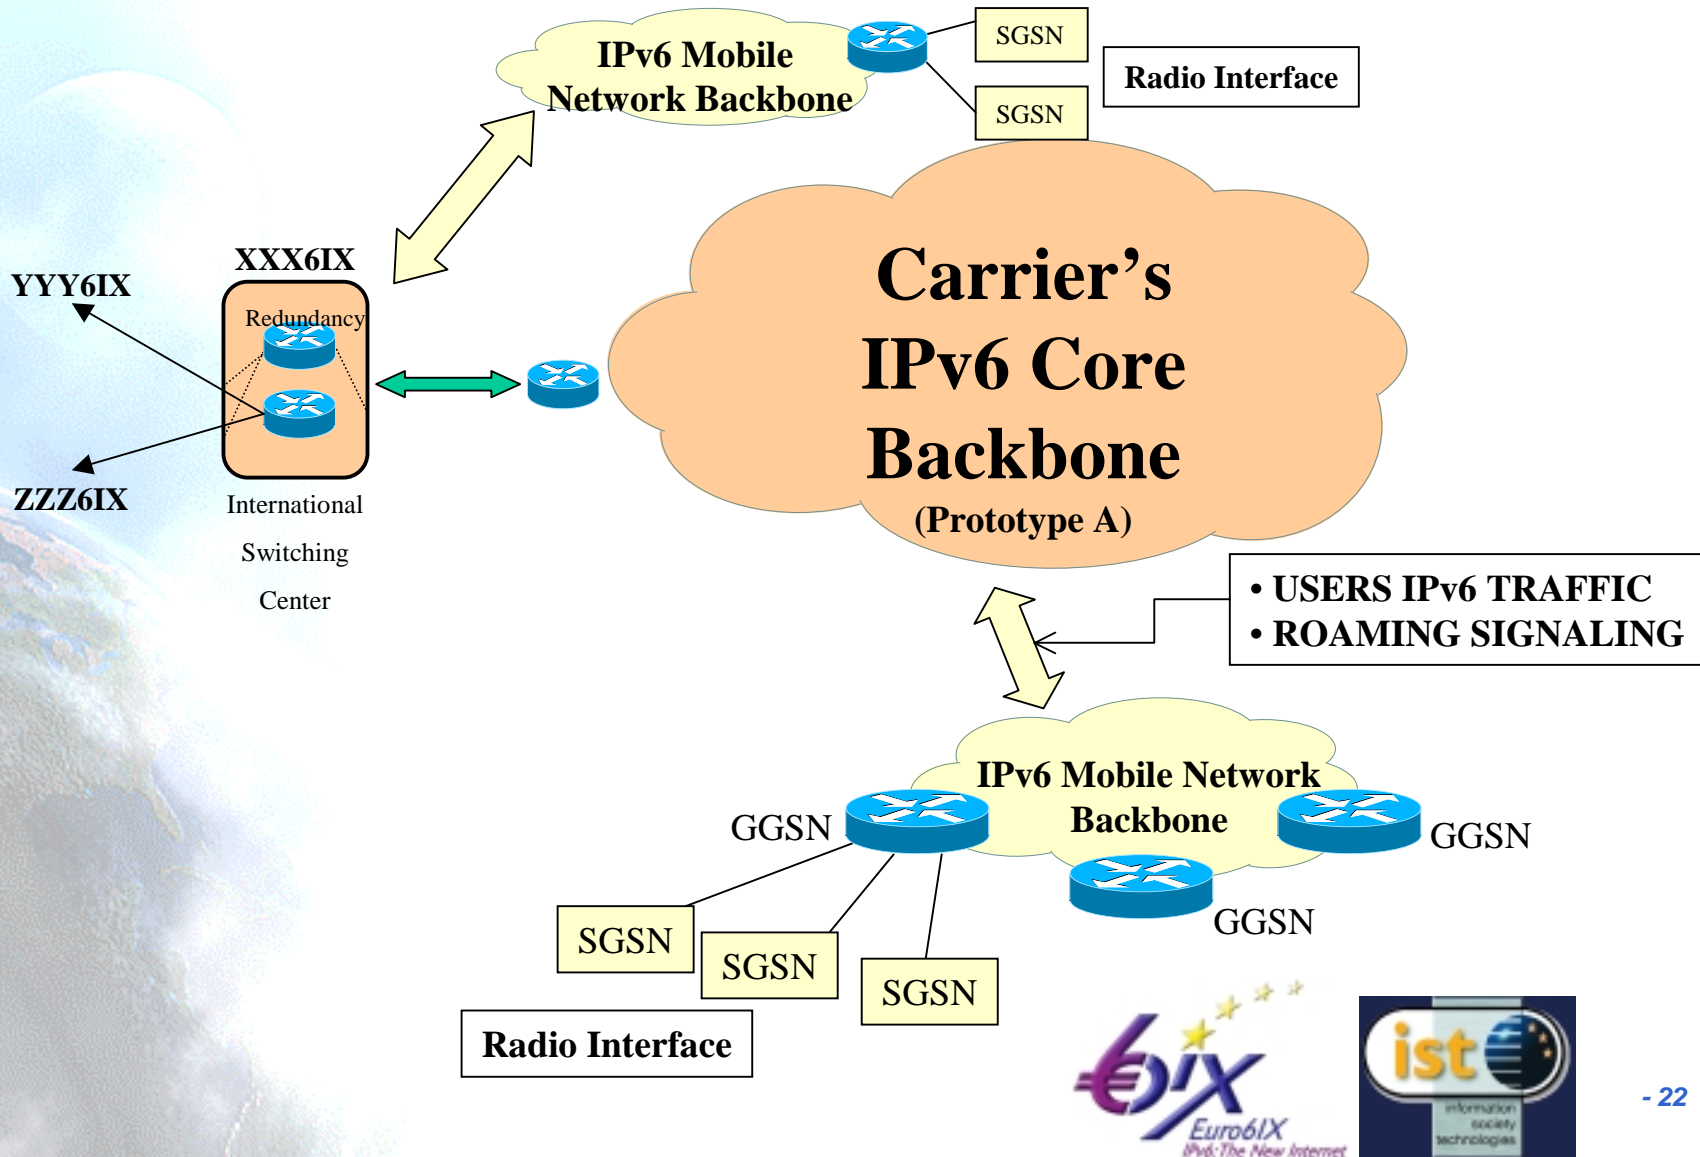 IPv6 Mobile
Network Backbone
SGSN
SGSN
Radio Interface
XXX6IX
YYY6IX
Redundancy
ZZZ6IX
International
Switching
Center
Carrier’s
IPv6 Core
Backbone
(Prototype A)
• USERS IPv6 TRAFFIC
• ROAMING SIGNALING
IPv6 Mobile Network
Backbone
GGSN
GGSN
GGSN
SGSN
SGSN
SGSN
Radio Interface
6IX
Euro6IX
IPv6: The New Internet
ist
information
society
technologies
- 22